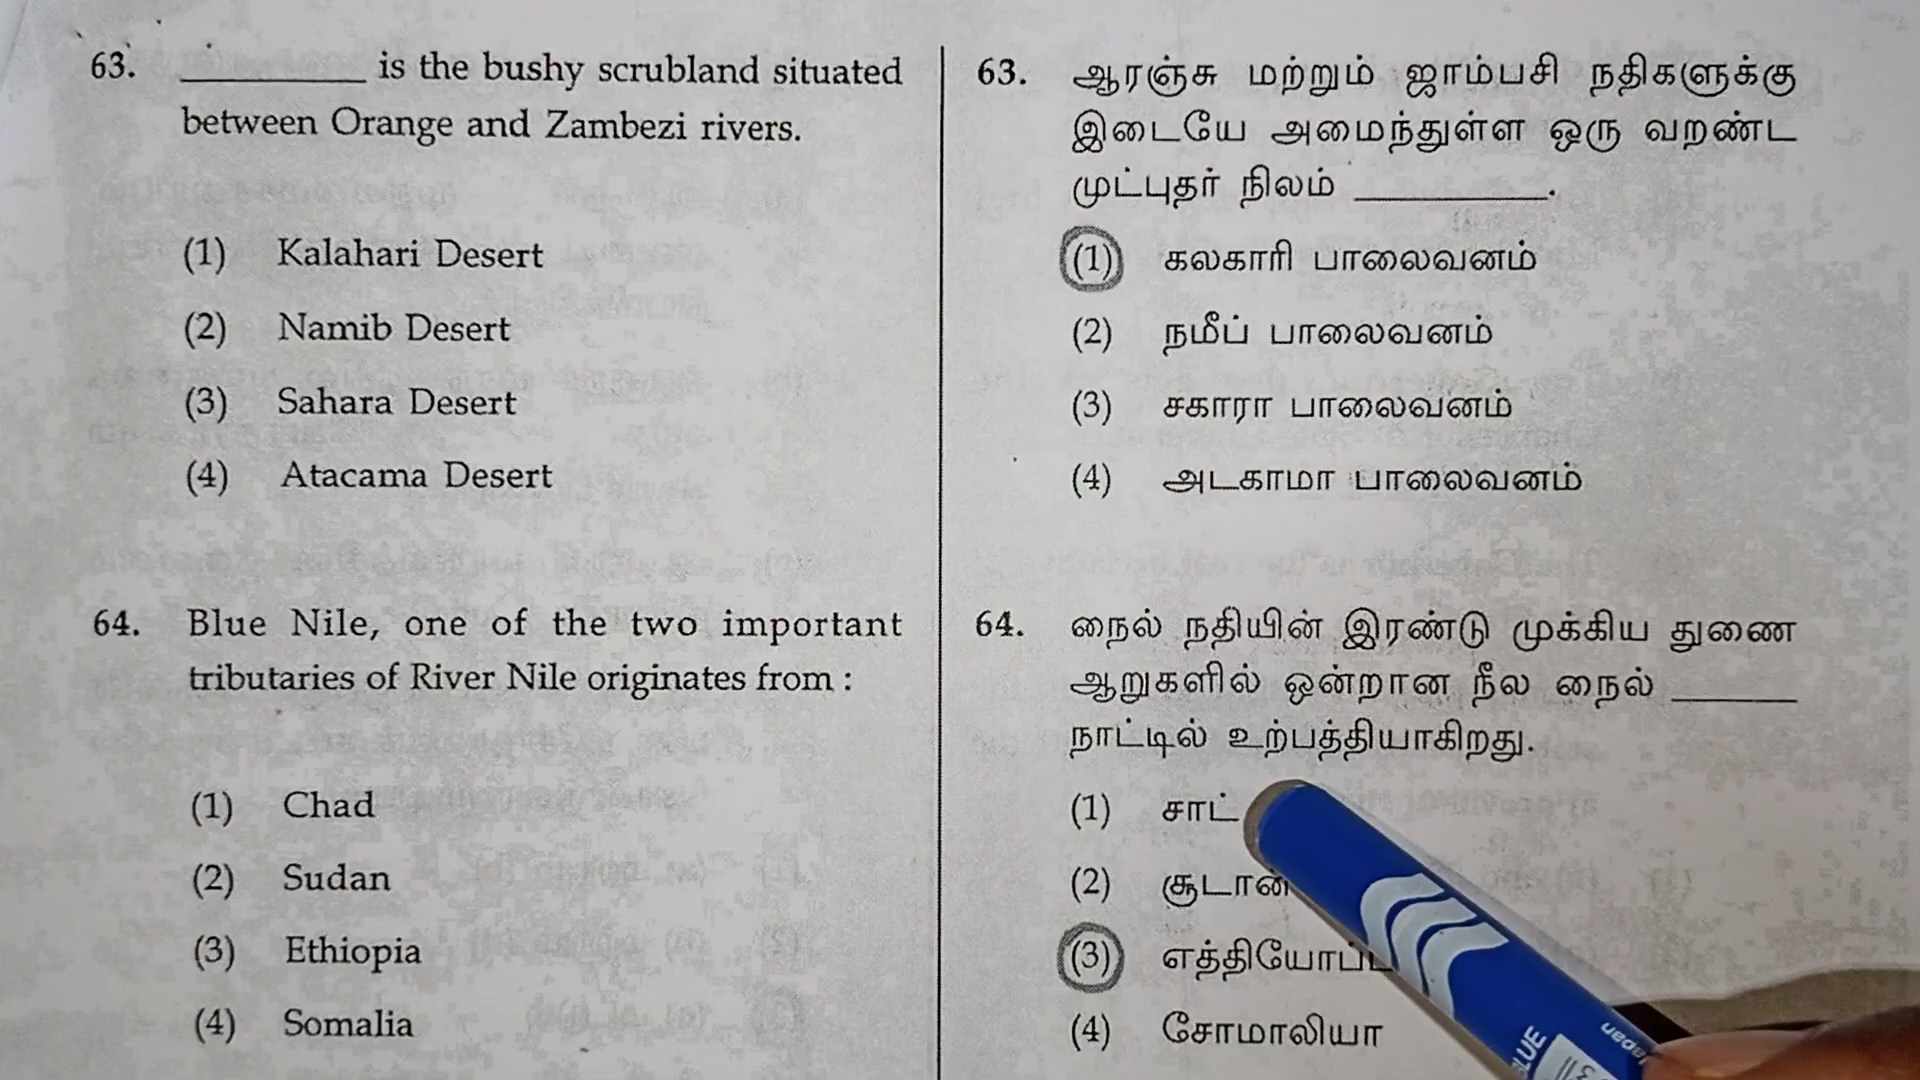 63. __________ is the bushy scrubland situated
between Orange and Zambezi rivers.
(1) Kalahari Desert
(2) Namib Desert
(3) Sahara Desert
(4) Atacama Desert
64. Blue Nile, one of the two important
tributaries of River Nile originates from :
(1) Chad
(2) Sudan
(3) Ethiopia
(4) Somalia
63. ஆரஞ்சு மற்றும் ஜாம்பசி நதிகளுக்கு
இடையே அமைந்துள்ள ஒரு வறண்ட
முட்புதர் நிலம் __________.
(1) கலகாரி பாலைவனம்
(2) நமீப் பாலைவனம்
(3) சகாரா பாலைவனம்
(4) அடகாமா பாலைவனம்
64. நைல் நதியின் இரண்டு முக்கிய துணை
ஆறுகளில் ஒன்றான நீல நைல் _______
நாட்டில் உற்பத்தியாகிறது.
(1) சாட்
(2) சூடான்
(3)
(4) சோமாலியா
Japan